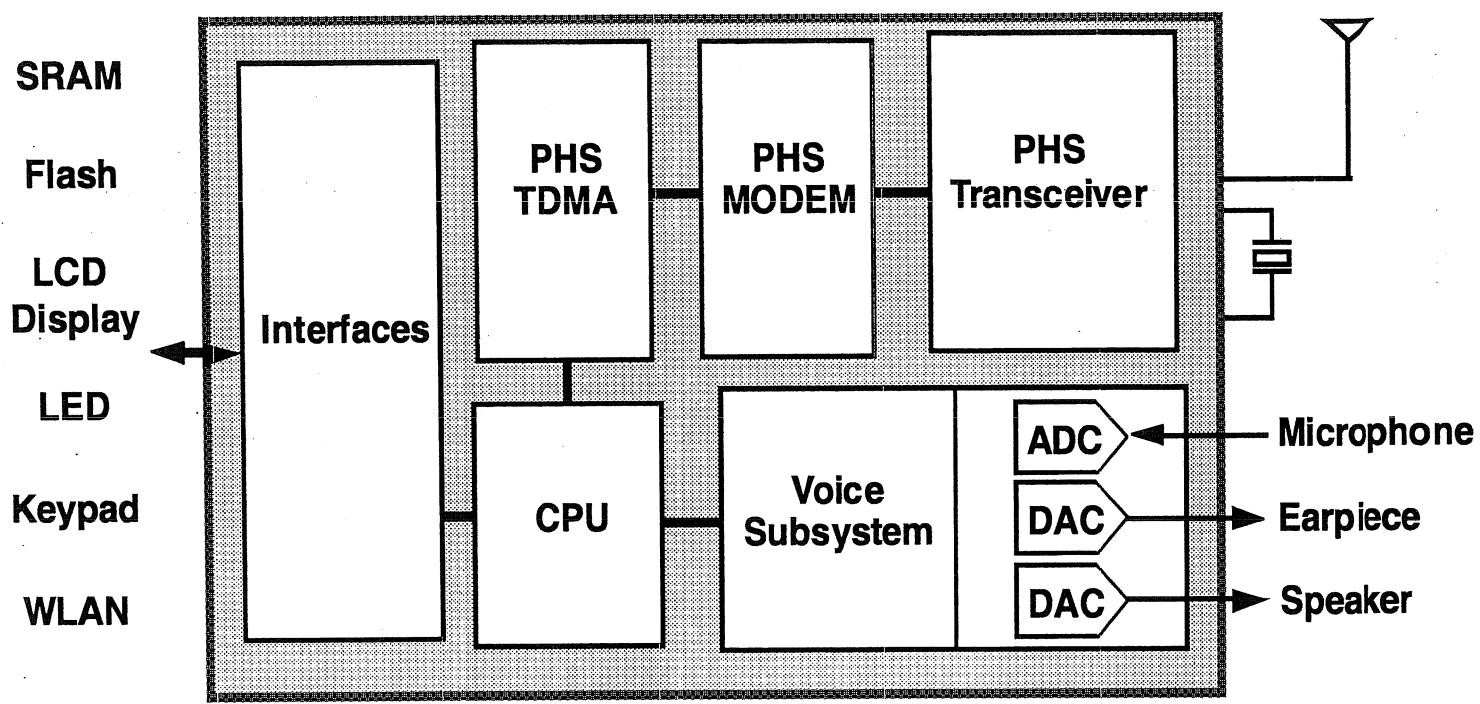 SRAM
Flash
LCD
Display
LED
Keypad
WLAN
Interfaces
PHS
TDMA
PHS
MODEM
PHS
Transceiver
CPU
Voice
Subsystem
ADC
DAC
DAC
Microphone
Earpiece
Speaker